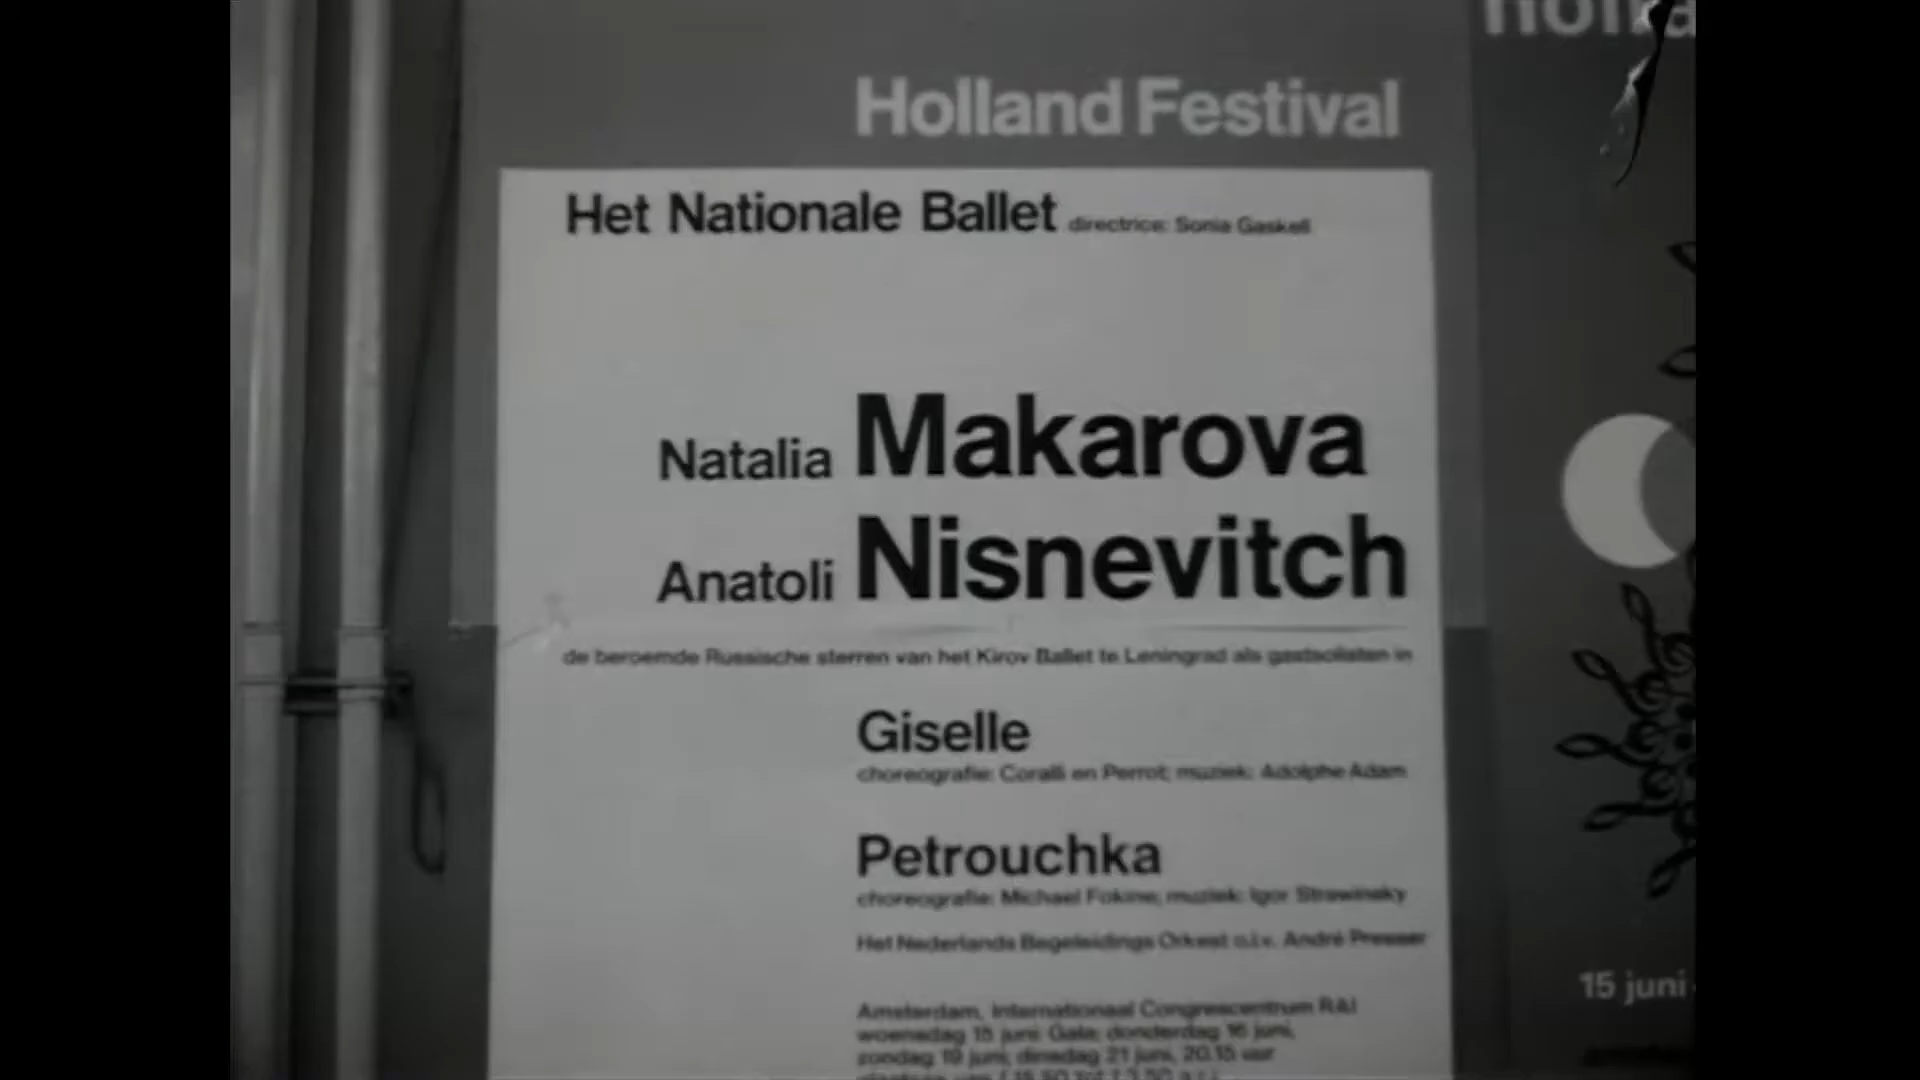 Holland Festival
Het Nationale Ballet directrice: Sonia Gaskell
Natalia Makarova
Anatoli Nisnevitch
de beroemde Russische sterren van het Kirov Ballet te Leningrad als gastsolisten in
Giselle
choreografie: Coralli en Perrot; muziek: Adolphe Adam
Petrouchka
choreografie: Michael Fokine; muziek: Igor Strawinsky
Het Nederlands Begeleidings Orkest o.l.v. André Presser
Amsterdam, Internationaal Congrescentrum RAI
woensdag 15 juni: Gala; donderdag 16 juni,
zondag 19 juni; dinsdag 21 juni, 20.15 uur
holla
15 juni-